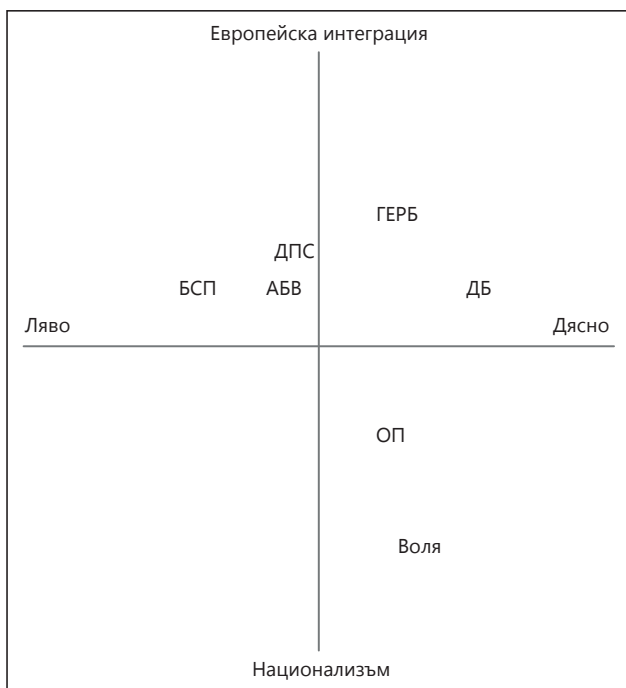 Европейска интеграция
ГЕРБ
ДПС
БСП АБВ ДБ
Ляво Дясно
ОП
Воля
Национализъм